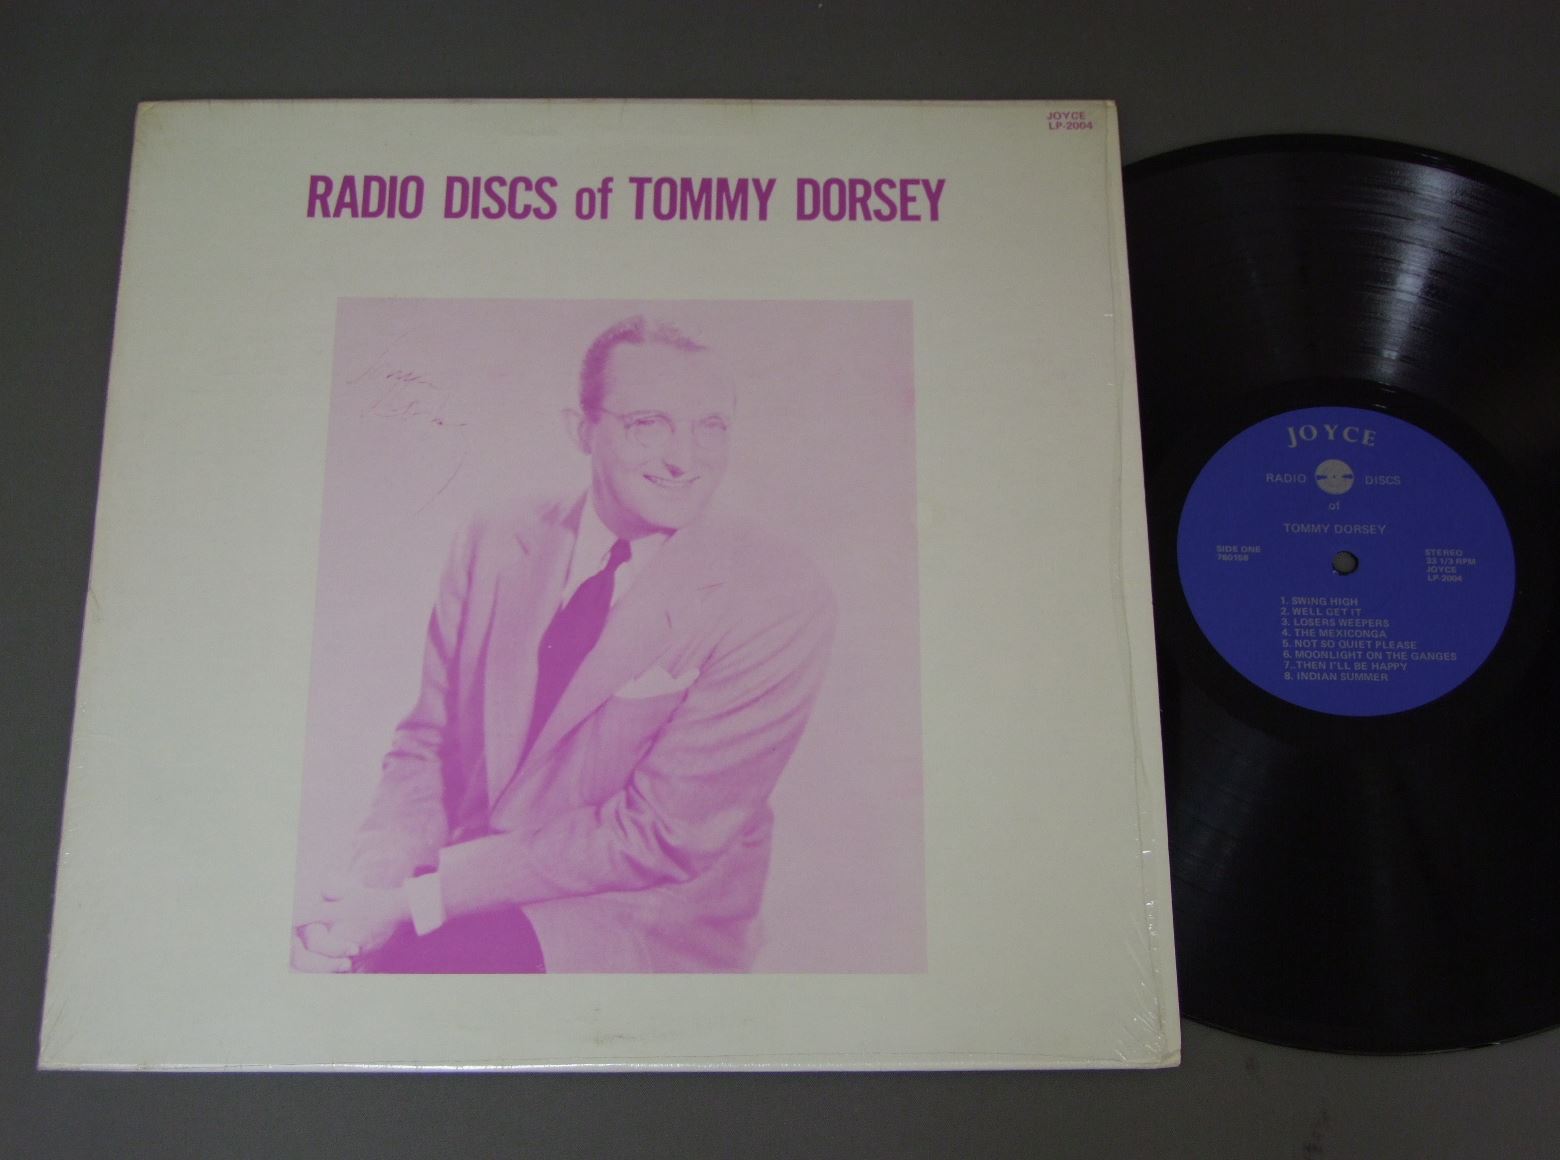 JOYCE
LP-2004
RADIO DISCS of TOMMY DORSEY
JOYCE
RADIO DISCS
of
TOMMY DORSEY
SIDE ONE
760158
STEREO
33 1/3 RPM
JOYCE
LP-2004
1. SWING HIGH
2. WELL GET IT
3. LOSERS WEEPERS
4. THE MEXICONGA
5. NOT SO QUIET PLEASE
6. MOONLIGHT ON THE GANGES
7..THEN I'LL BE HAPPY
8. INDIAN SUMMER